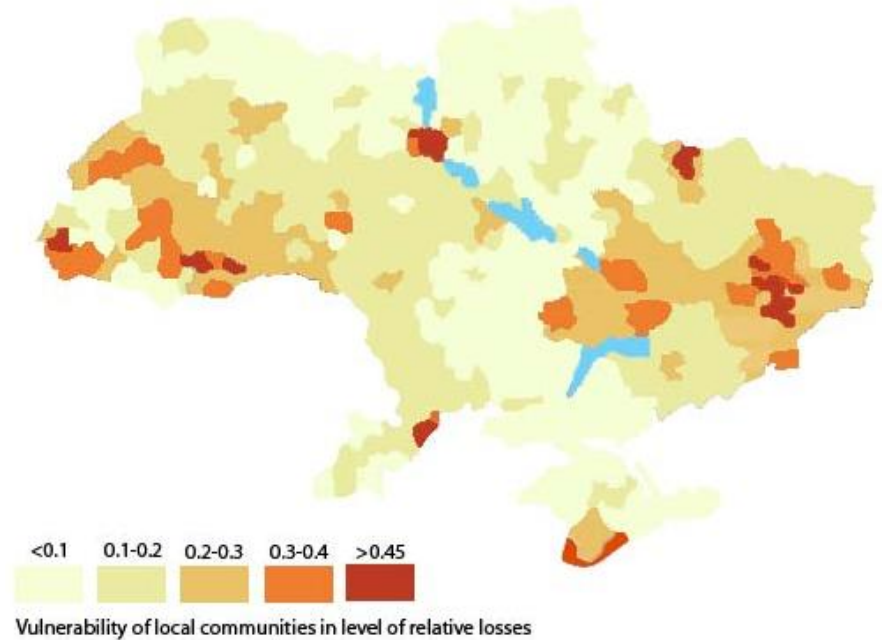 <0.1 0.1-0.2 0.2-0.3 0.3-0.4 >0.45
Vulnerability of local communities in level of relative losses